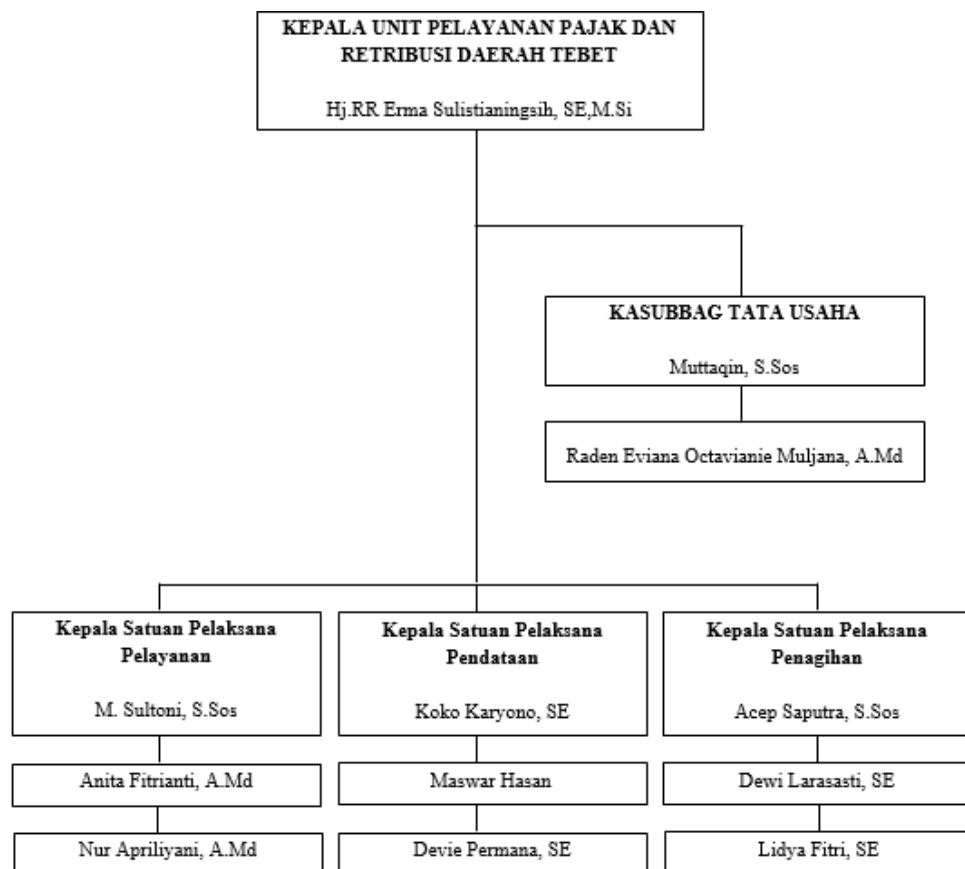 KEPALA UNIT PELAYANAN PAJAK DAN
RETRIBUSI DAERAH TEBET
Hj.RR Erma Sulistianingsih, SE,M.Si
KASUBBAG TATA USAHA
Muttaqin, S.Sos
Raden Eviana Octavianie Muljana, A.Md
Kepala Satuan Pelaksana
Pelayanan
M. Sultoni, S.Sos
Anita Fitrianti, A.Md
Nur Apriliyani, A.Md
Kepala Satuan Pelaksana
Pendataan
Koko Karyono, SE
Maswar Hasan
Devie Permana, SE
Kepala Satuan Pelaksana
Penagihan
Acep Saputra, S.Sos
Dewi Larasasti, SE
Lidya Fitri, SE